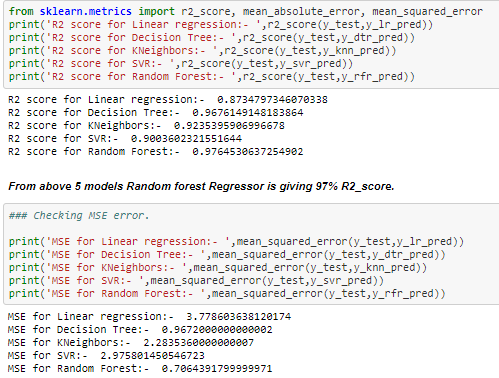 from sklearn.metrics import r2_score, mean_absolute_error, mean_squared_error
print('R2 score for Linear regression:- ',r2_score(y_test,y_lr_pred))
print('R2 score for Decision Tree:- ',r2_score(y_test,y_dtr_pred))
print('R2 score for KNeighbors:- ',r2_score(y_test,y_knn_pred))
print('R2 score for SVR:- ',r2_score(y_test,y_svr_pred))
print('R2 score for Random Forest:- ',r2_score(y_test,y_rfr_pred))
R2 score for Linear regression:-  0.8734797346070338
R2 score for Decision Tree:-  0.9676149148183864
R2 score for KNeighbors:-  0.9235395906996678
R2 score for SVR:-  0.9003602321551644
R2 score for Random Forest:-  0.9764530637254902
From above 5 models Random forest Regressor is giving 97% R2_score.
### Checking MSE error.
print('MSE for Linear regression:- ',mean_squared_error(y_test,y_lr_pred))
print('MSE for Decision Tree:- ',mean_squared_error(y_test,y_dtr_pred))
print('MSE for KNeighbors:- ',mean_squared_error(y_test,y_knn_pred))
print('MSE for SVR:- ',mean_squared_error(y_test,y_svr_pred))
print('MSE for Random Forest:- ',mean_squared_error(y_test,y_rfr_pred))
MSE for Linear regression:-  3.778603638120174
MSE for Decision Tree:-  0.9672000000000002
MSE for KNeighbors:-  2.2835360000000007
MSE for SVR:-  2.975801450546723
MSE for Random Forest:-  0.7064391799999971